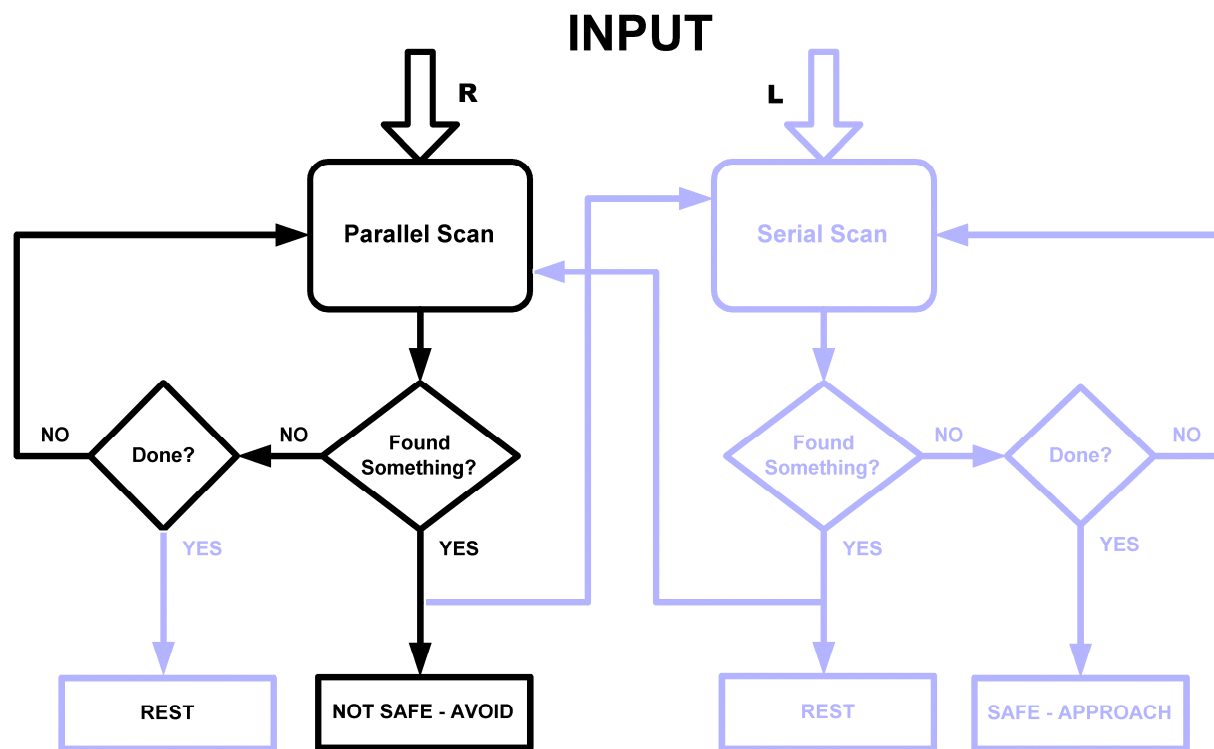 INPUT
R
L
Parallel Scan
Serial Scan
NO
Done?
NO
Found
Something?
Found
Something?
NO
Done?
NO
YES
YES
YES
YES
REST
NOT SAFE - AVOID
REST
SAFE - APPROACH